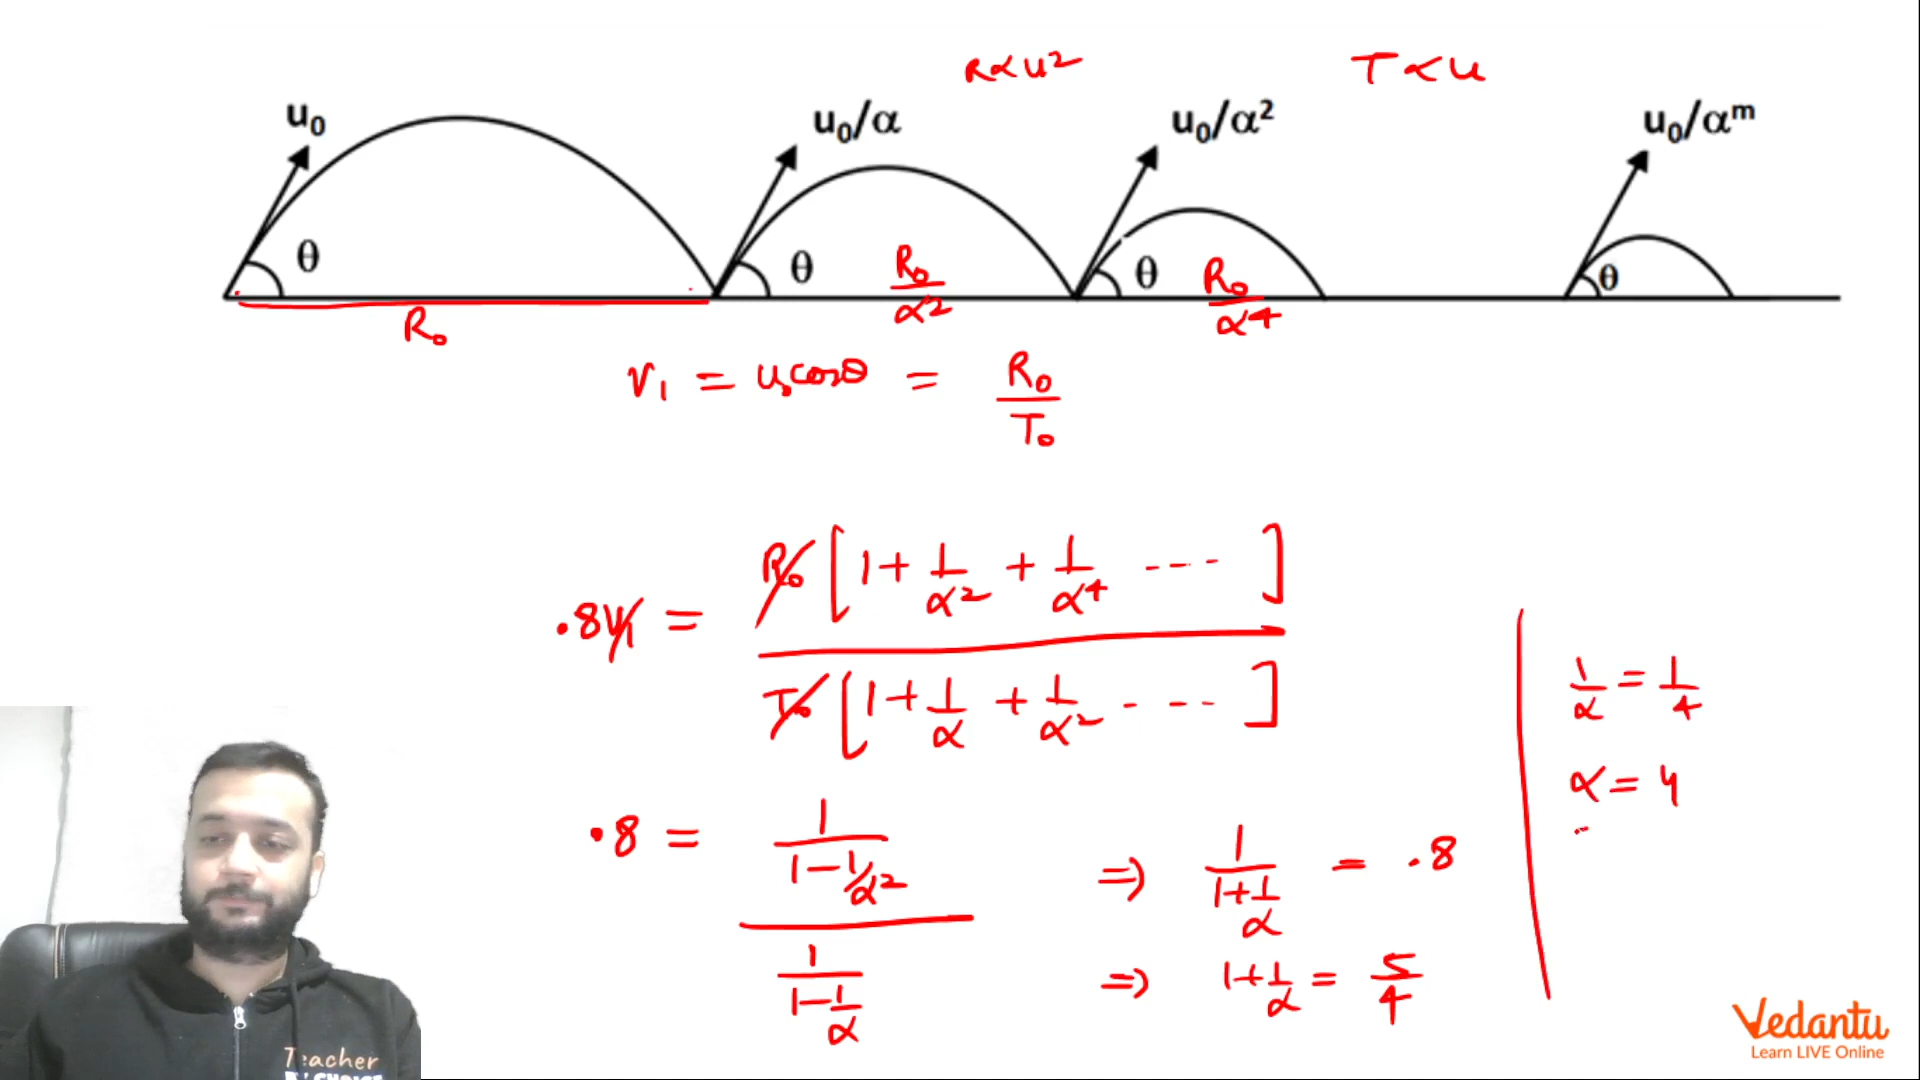 R∝u² T∝u
u₀ u₀/α u₀/α² u₀/αᵐ
θ θ θ θ
R₀ R₀/α² R₀/α⁴
V₁ = u₀cosθ = R₀/T₀
.8V₁ = R₀[1 + 1/α² + 1/α⁴ ----] / T₀[1 + 1/α + 1/α² ----]
1/α = 1/4
α = 4
.8 = (1/(1-1/α²)) / (1/(1-1/α)) ⇒ 1/(1+1/α) = .8
⇒ 1+1/α = 5/4
Teacher
Vedantu
Learn LIVE Online